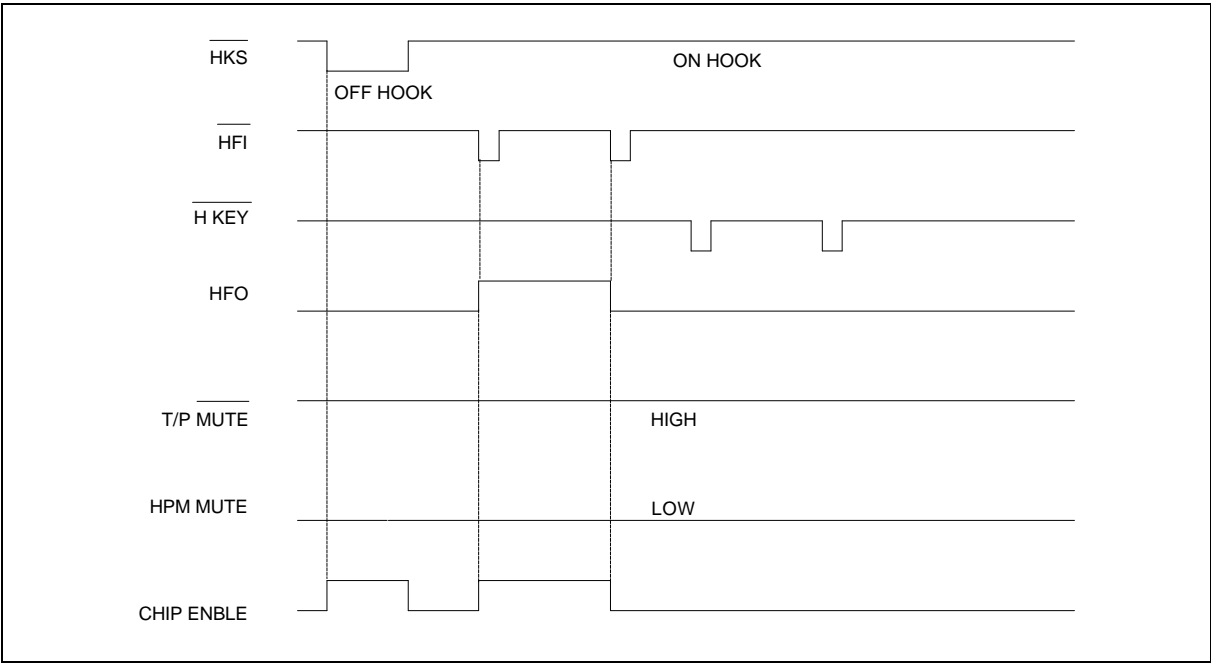 HKS
ON HOOK
OFF HOOK
HFI
H KEY
HFO
T/P MUTE
HIGH
HPM MUTE
LOW
CHIP ENBLE